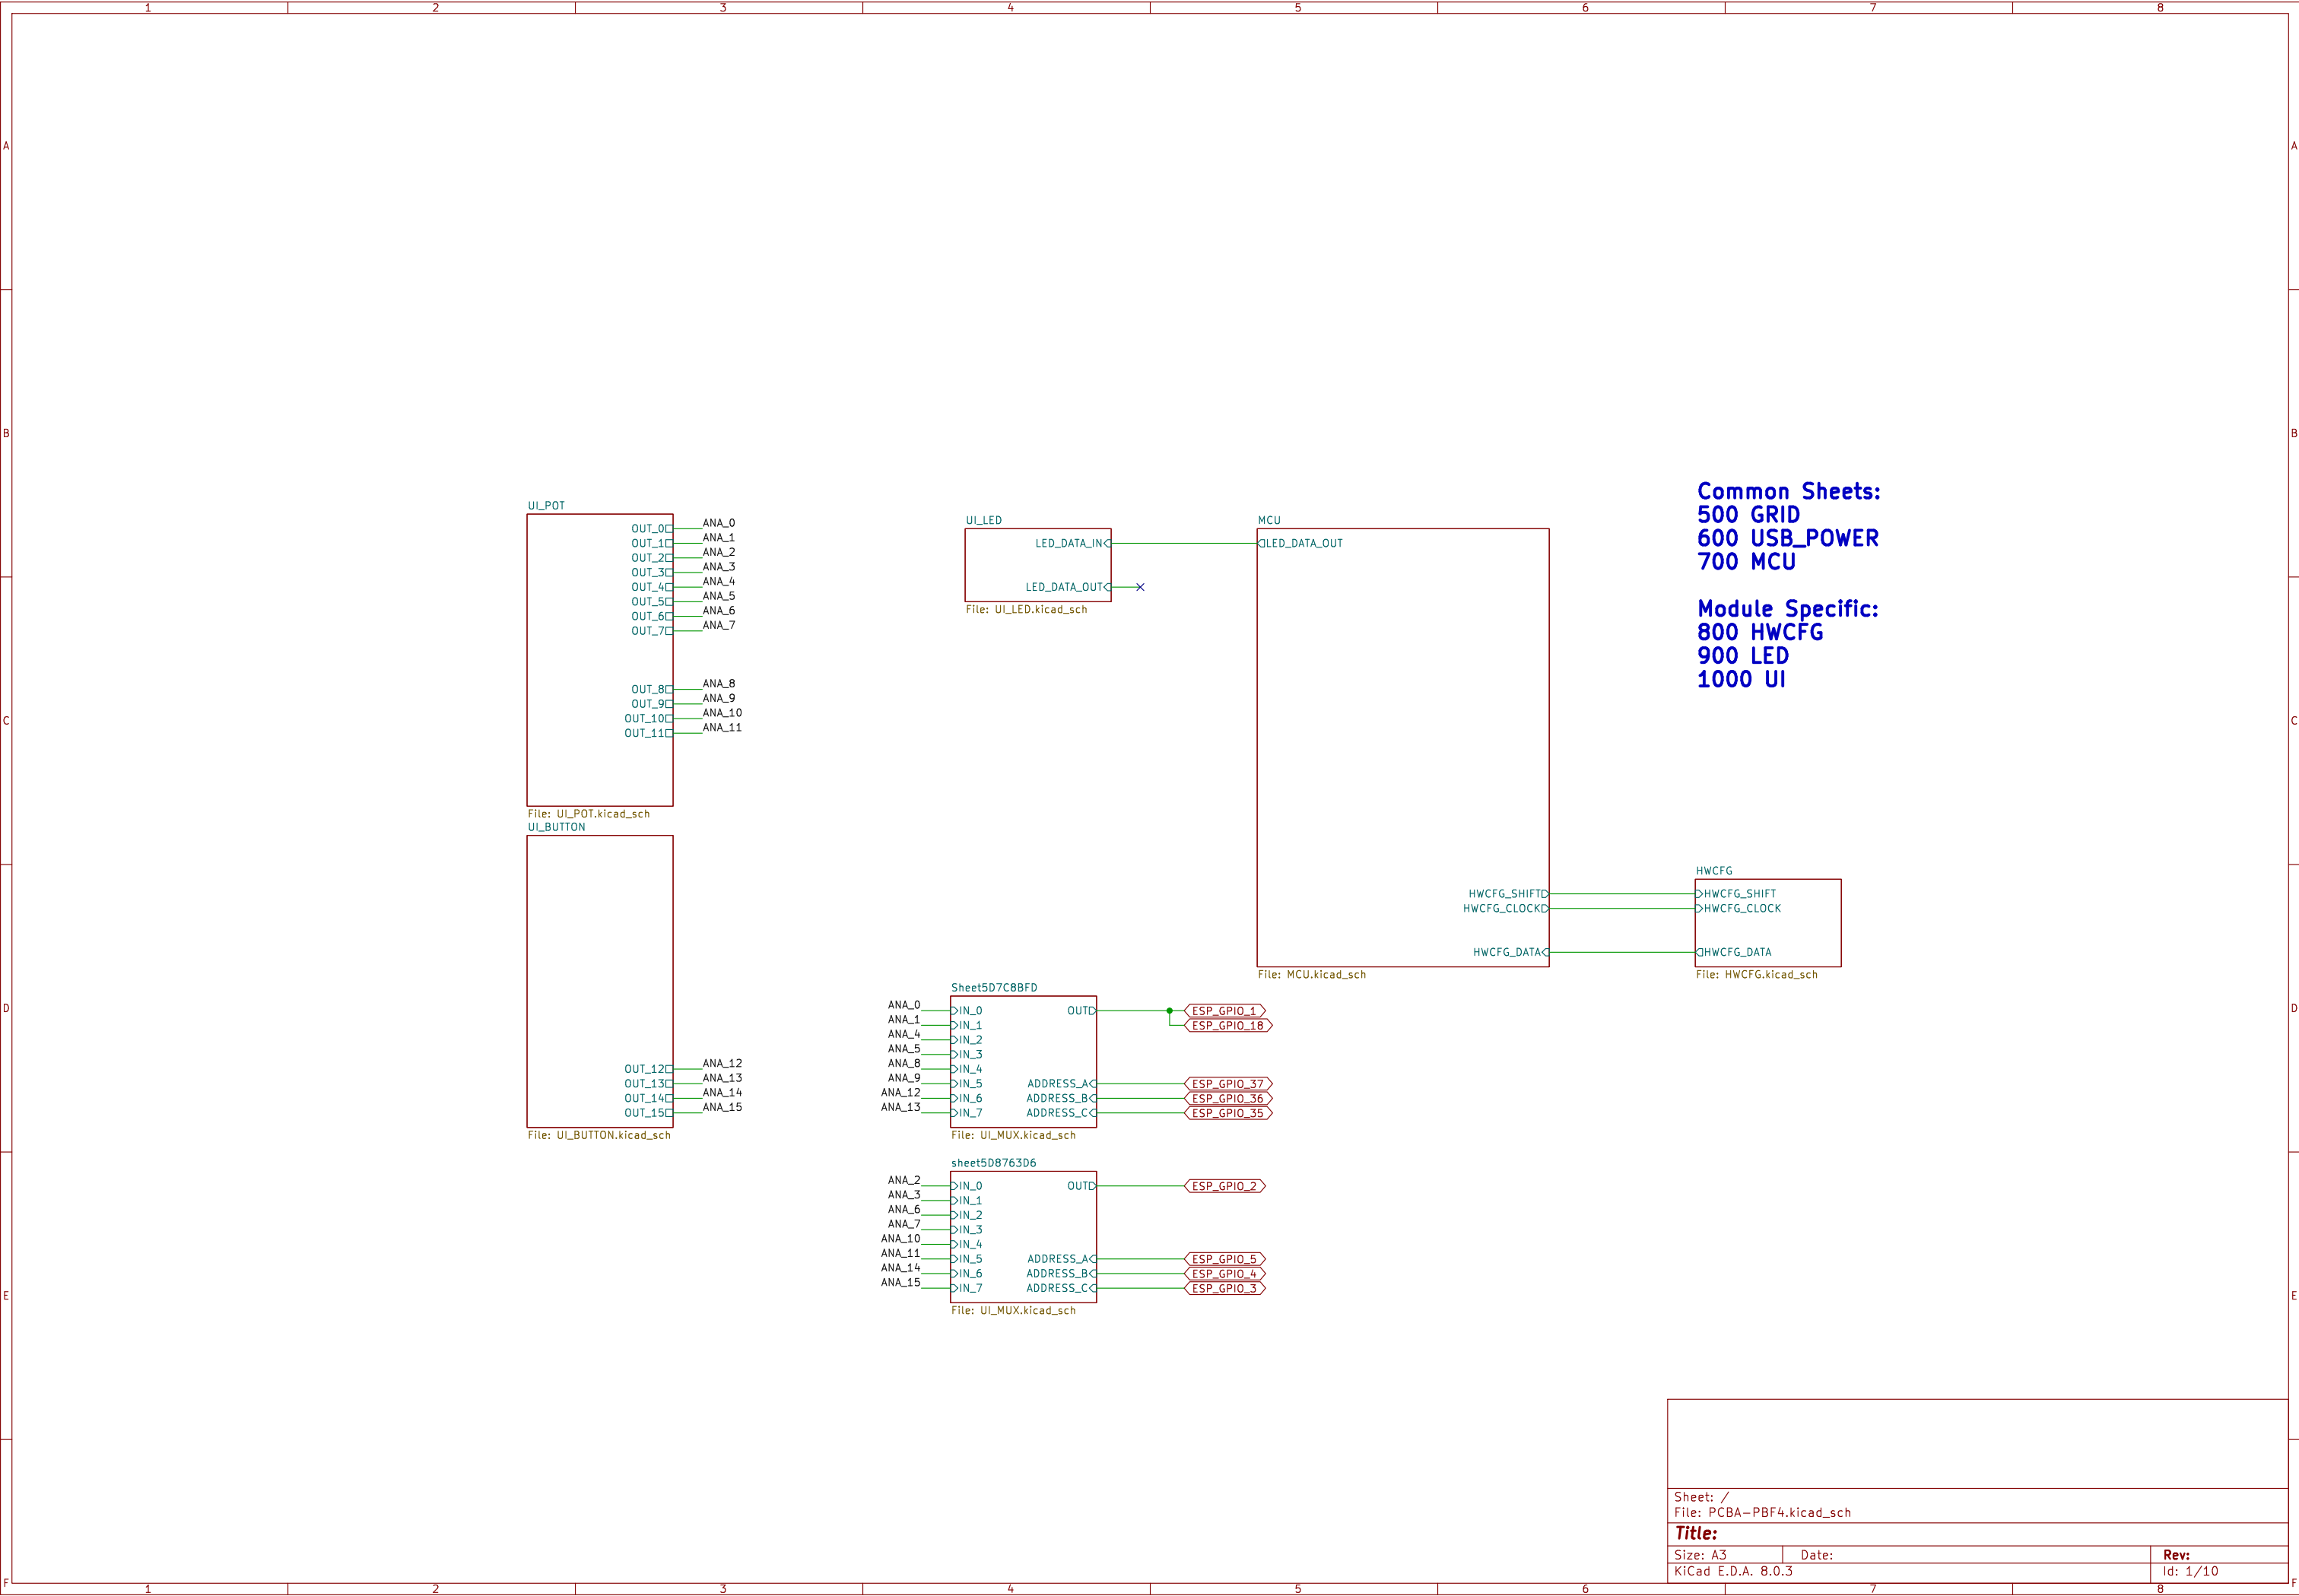 1 2 3 4 5 6 7 8
A A
B B
C C
D D
E E
F F
UI_POT
OUT_0 ANA_0
OUT_1 ANA_1
OUT_2 ANA_2
OUT_3 ANA_3
OUT_4 ANA_4
OUT_5 ANA_5
OUT_6 ANA_6
OUT_7 ANA_7
OUT_8 ANA_8
OUT_9 ANA_9
OUT_10 ANA_10
OUT_11 ANA_11
File: UI_POT.kicad_sch
UI_BUTTON
OUT_12 ANA_12
OUT_13 ANA_13
OUT_14 ANA_14
OUT_15 ANA_15
File: UI_BUTTON.kicad_sch
UI_LED
LED_DATA_IN
LED_DATA_OUT
File: UI_LED.kicad_sch
MCU
LED_DATA_OUT
HWCFG_SHIFT
HWCFG_CLOCK
HWCFG_DATA
File: MCU.kicad_sch
Common Sheets:
500 GRID
600 USB_POWER
700 MCU
Module Specific:
800 HWCFG
900 LED
1000 UI
HWCFG
HWCFG_SHIFT
HWCFG_CLOCK
HWCFG_DATA
File: HWCFG.kicad_sch
Sheet5D7C8BFD
ANA_0 IN_0 OUT ESP_GPIO_1
ANA_1 IN_1 ESP_GPIO_18
ANA_4 IN_2
ANA_5 IN_3
ANA_8 IN_4
ANA_9 IN_5 ADDRESS_A ESP_GPIO_37
ANA_12 IN_6 ADDRESS_B ESP_GPIO_36
ANA_13 IN_7 ADDRESS_C ESP_GPIO_35
File: UI_MUX.kicad_sch
sheet5D8763D6
ANA_2 IN_0 OUT ESP_GPIO_2
ANA_3 IN_1
ANA_6 IN_2
ANA_7 IN_3
ANA_10 IN_4
ANA_11 IN_5 ADDRESS_A ESP_GPIO_5
ANA_14 IN_6 ADDRESS_B ESP_GPIO_4
ANA_15 IN_7 ADDRESS_C ESP_GPIO_3
File: UI_MUX.kicad_sch
Sheet: /
File: PCBA-PBF4.kicad_sch
Title:
Size: A3 Date: Rev:
KiCad E.D.A. 8.0.3 Id: 1/10
1 2 3 4 5 6 7 8